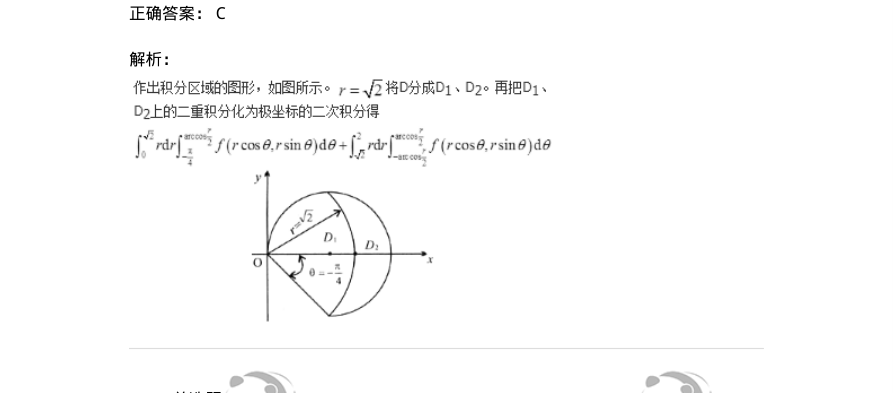 正确答案： C
解析：
作出积分区域的图形，如图所示。 r = √2 将D分成D₁、D₂。再把D₁、
D₂上的二重积分化为极坐标的二次积分得
∫₀^√2 rdr∫_{-π/4}^{arccos r/2} f(r cosθ, r sinθ)dθ + ∫_√2^2 rdr∫_{-arccos r/2}^{arccos r/2} f(r cosθ, r sinθ)dθ
y
r=√2
D₁
D₂
O
x
θ = -π/4